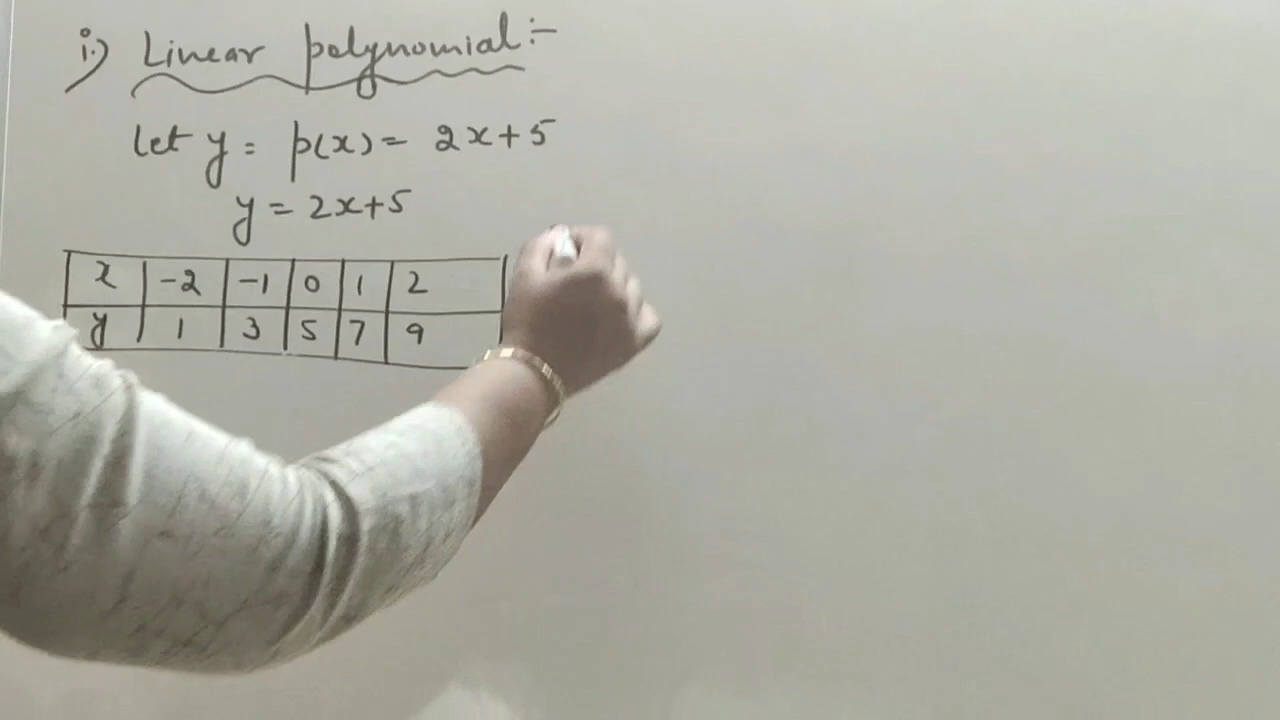 i.) Linear polynomial:-
let y = p(x) = 2x+5
y = 2x+5
x -2 -1 0 1 2
y 1 3 5 7 9